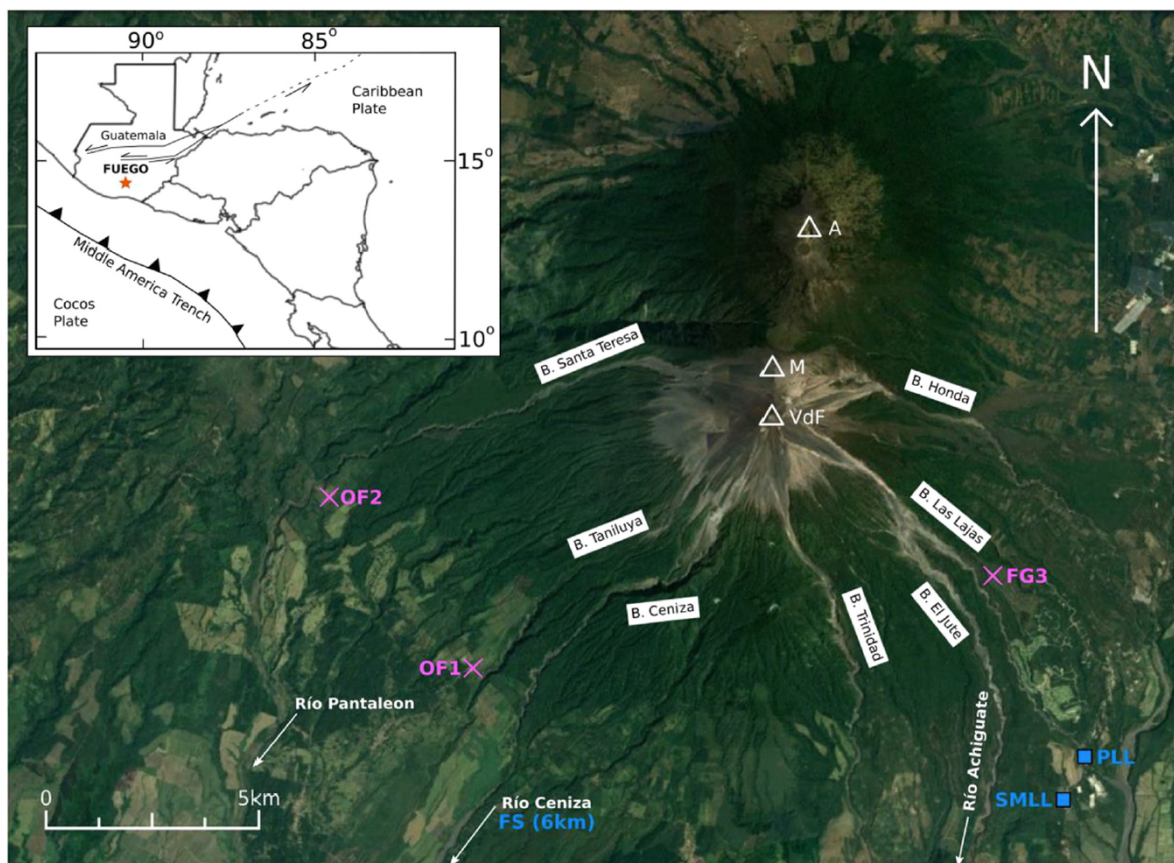 90°
85°
Caribbean
Plate
Guatemala
FUEGO
15°
Middle America Trench
Cocos
Plate
10°
N
A
B. Santa Teresa
M
B. Honda
VdF
OF2
B. Las Lajas
B. Taniluya
FG3
B. Ceniza
B. Trinidad
B. El Jute
OF1
Río Pantaleon
Río Achiguate
PLL
SMLL
0 5km
Río Ceniza
FS (6km)